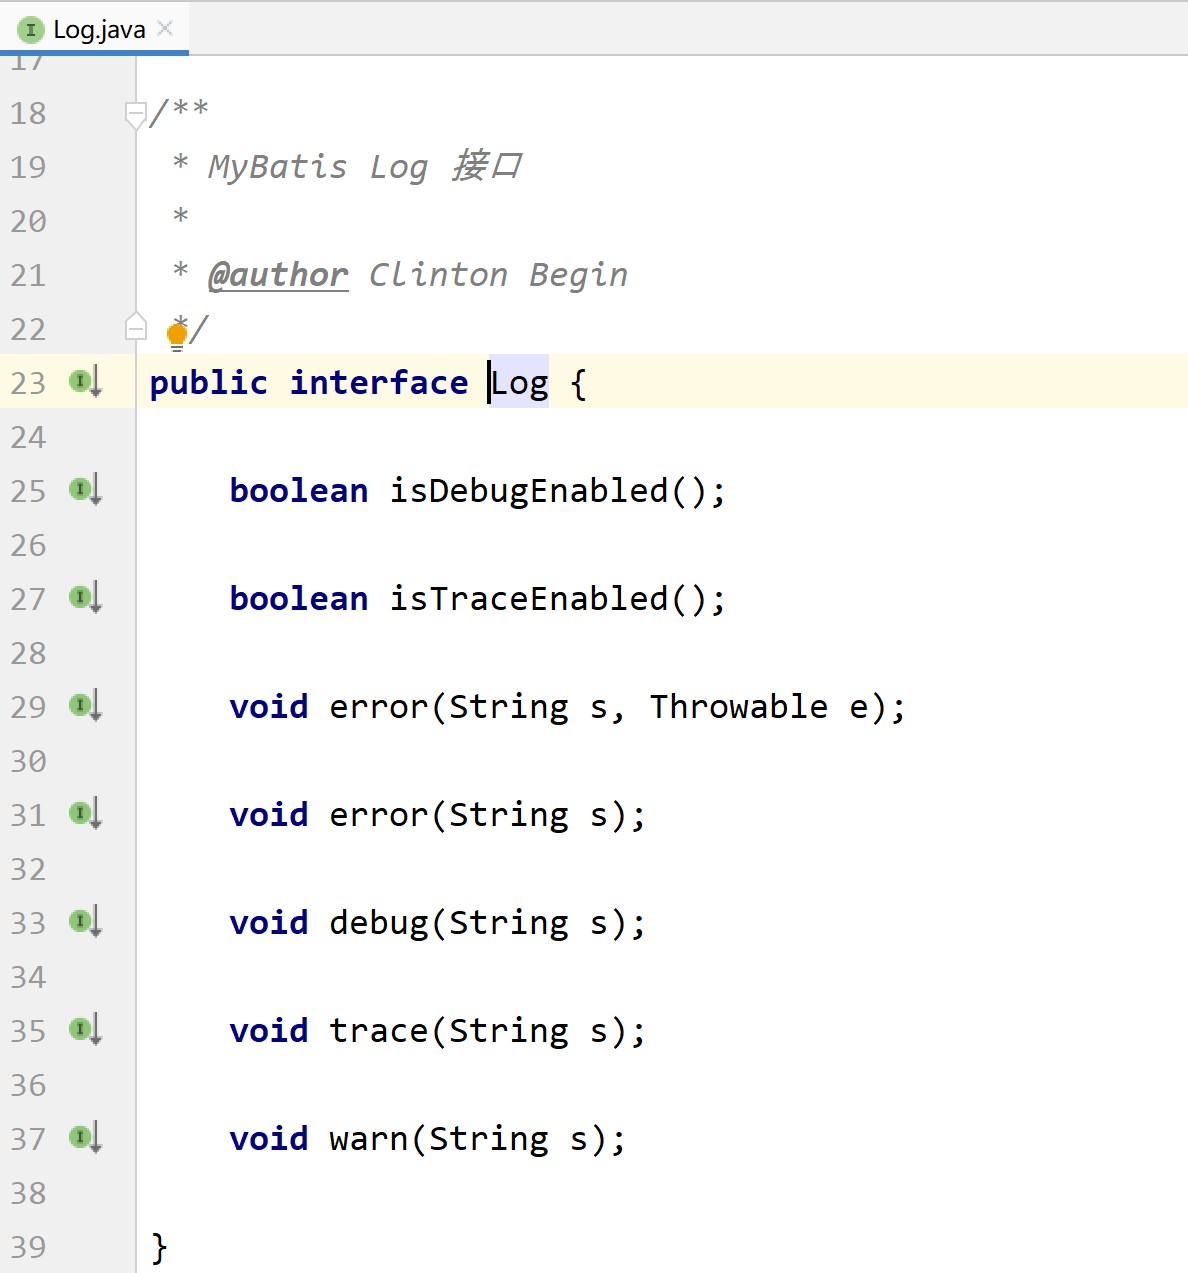 Log.java
17
18 /**
19 * MyBatis Log 接口
20 *
21 * @author Clinton Begin
22 */
23 public interface Log {
24
25 boolean isDebugEnabled();
26
27 boolean isTraceEnabled();
28
29 void error(String s, Throwable e);
30
31 void error(String s);
32
33 void debug(String s);
34
35 void trace(String s);
36
37 void warn(String s);
38
39 }